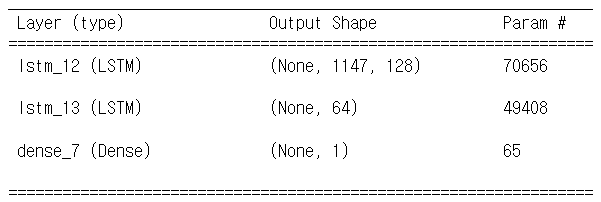 Layer (type) Output Shape Param #
=================================================================
lstm_12 (LSTM) (None, 1147, 128) 70656
lstm_13 (LSTM) (None, 64) 49408
dense_7 (Dense) (None, 1) 65
=================================================================